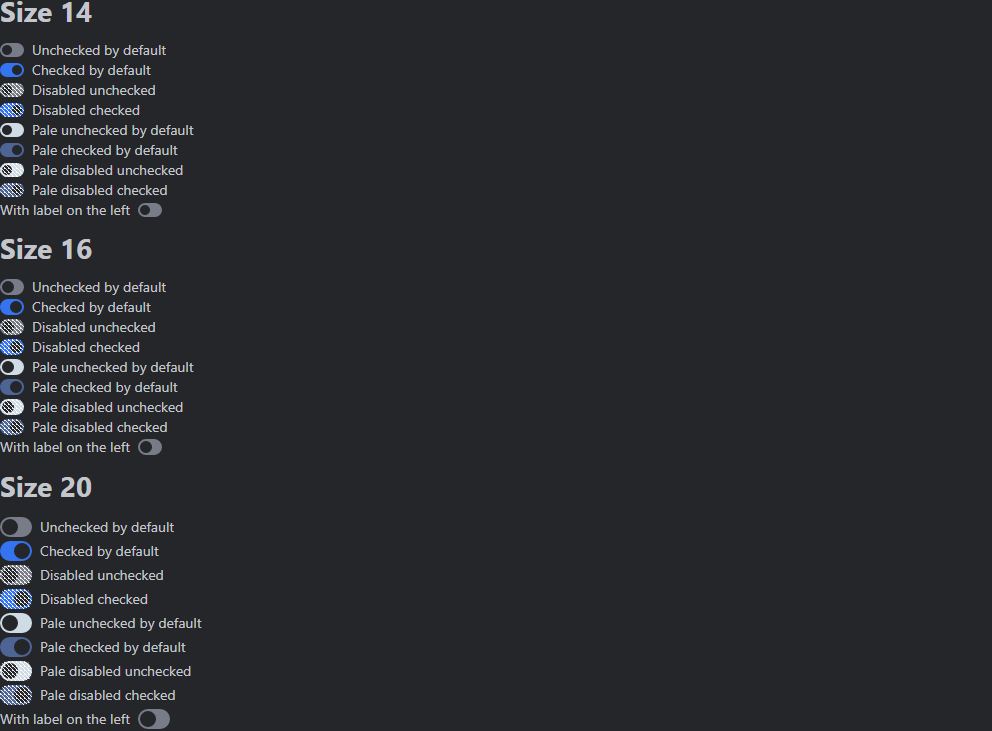 Size 14
Unchecked by default
Checked by default
Disabled unchecked
Disabled checked
Pale unchecked by default
Pale checked by default
Pale disabled unchecked
Pale disabled checked
With label on the left
Size 16
Unchecked by default
Checked by default
Disabled unchecked
Disabled checked
Pale unchecked by default
Pale checked by default
Pale disabled unchecked
Pale disabled checked
With label on the left
Size 20
Unchecked by default
Checked by default
Disabled unchecked
Disabled checked
Pale unchecked by default
Pale checked by default
Pale disabled unchecked
Pale disabled checked
With label on the left